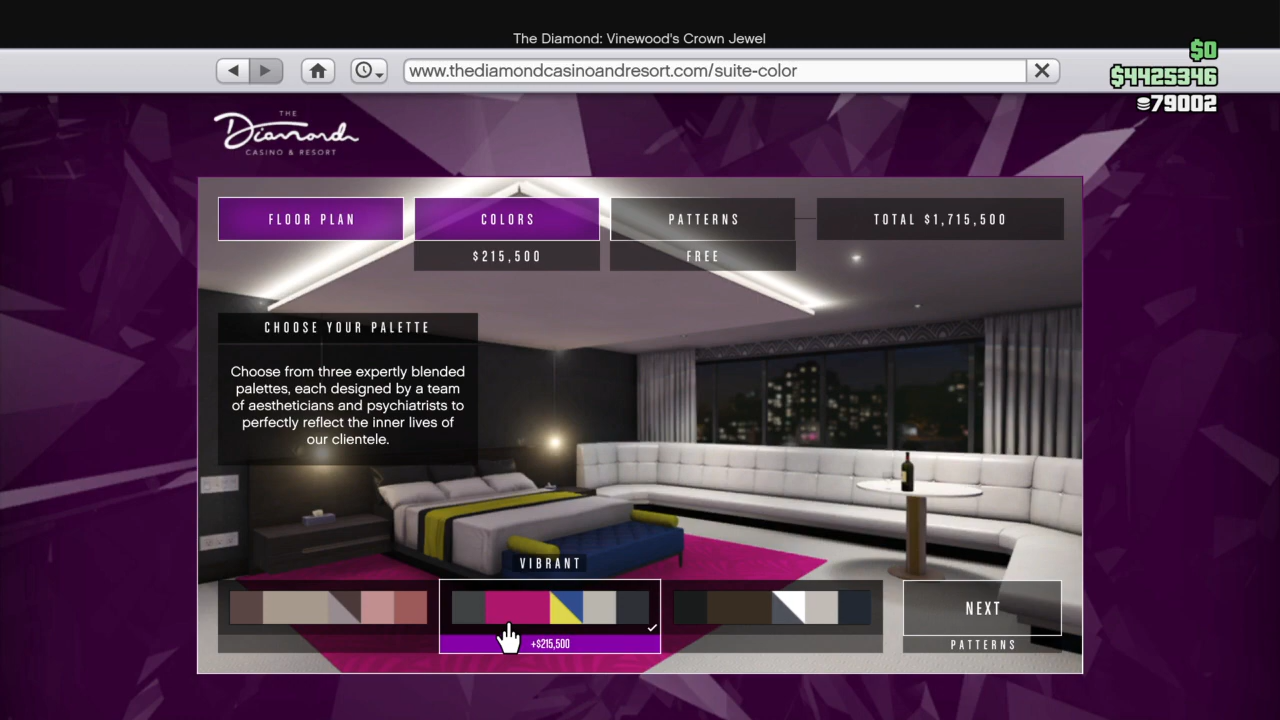 The Diamond: Vinewood's Crown Jewel
$0
www.thediamondcasinoandresort.com/suite-color
$4425346
79002
THE
Diamond
CASINO & RESORT
FLOOR PLAN
COLORS
PATTERNS
TOTAL $1,715,500
$215,500
FREE
CHOOSE YOUR PALETTE
Choose from three expertly blended
palettes, each designed by a team
of aestheticians and psychiatrists to
perfectly reflect the inner lives of
our clientele.
VIBRANT
NEXT
+$215,500
PATTERNS